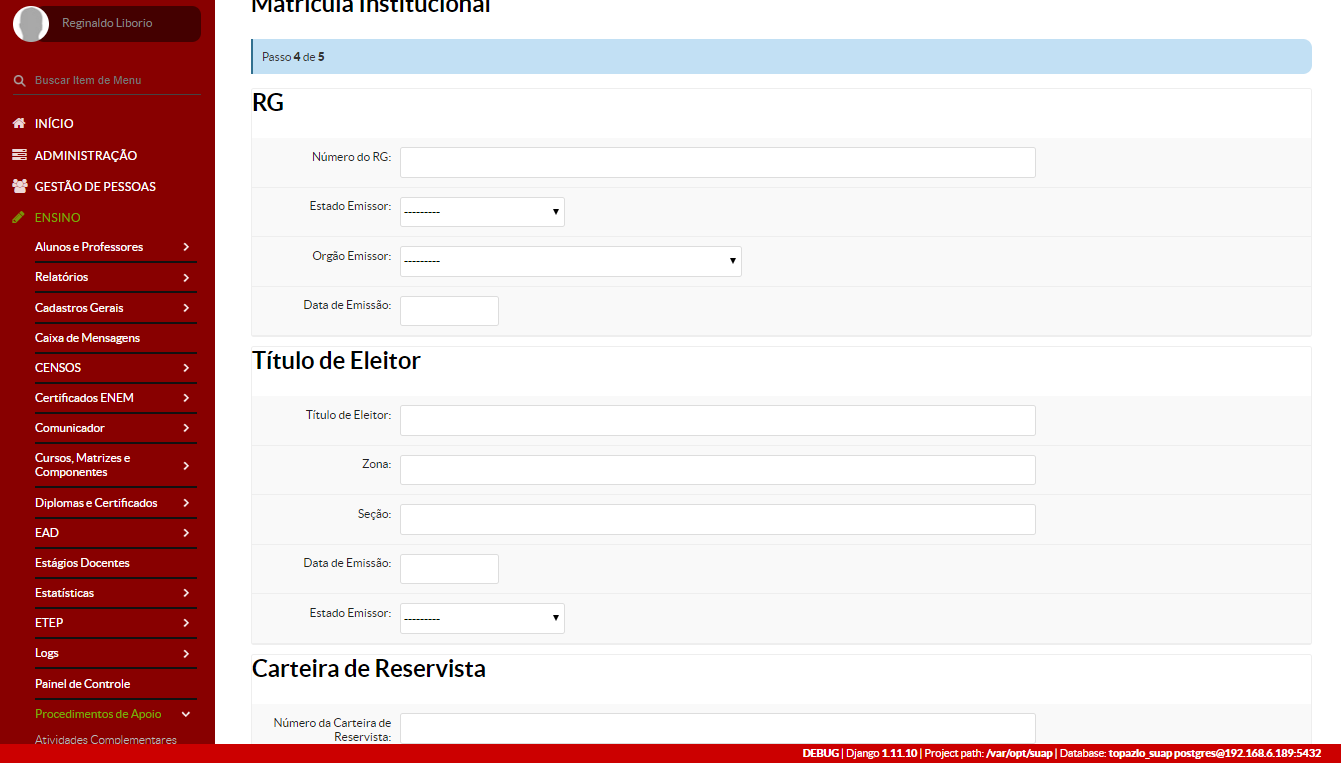 Reginaldo Liborio
Buscar Item de Menu
INÍCIO
ADMINISTRAÇÃO
GESTÃO DE PESSOAS
ENSINO
Alunos e Professores
Relatórios
Cadastros Gerais
Caixa de Mensagens
CENSOS
Certificados ENEM
Comunicador
Cursos, Matrizes e
Componentes
Diplomas e Certificados
EAD
Estágios Docentes
Estatísticas
ETEP
Logs
Painel de Controle
Procedimentos de Apoio
Atividades Complementares
Matrícula Institucional
Passo 4 de 5
RG
Número do RG:
Estado Emissor: ---------
Orgão Emissor: ---------
Data de Emissão:
Título de Eleitor
Título de Eleitor:
Zona:
Seção:
Data de Emissão:
Estado Emissor: ---------
Carteira de Reservista
Número da Carteira de
Reservista:
DEBUG | Django 1.11.10 | Project path: /var/opt/suap | Database: topazio_suap postgres@192.168.6.189:5432